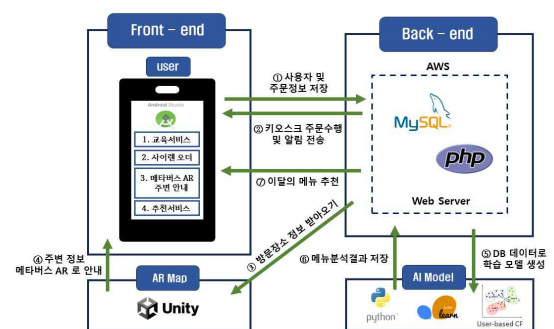 Front – end
Back – end
user
AWS
Android Studio
1. 교육서비스
2. 사이렌 오더
3. 메타버스 AR
주변 안내
4. 추천서비스
① 사용자 및
주문정보 저장
② 키오스크 주문수행
및 알림 전송
⑦ 이달의 메뉴 추천
③ 방문장소 정보 받아오기
MySQL
php
Web Server
④ 주변 정보
메타버스 AR 로 안내
⑥ 메뉴분석결과 저장
⑤ DB 데이터로
학습 모델 생성
AR Map
Unity
AI Model
python
learn
User-based CF